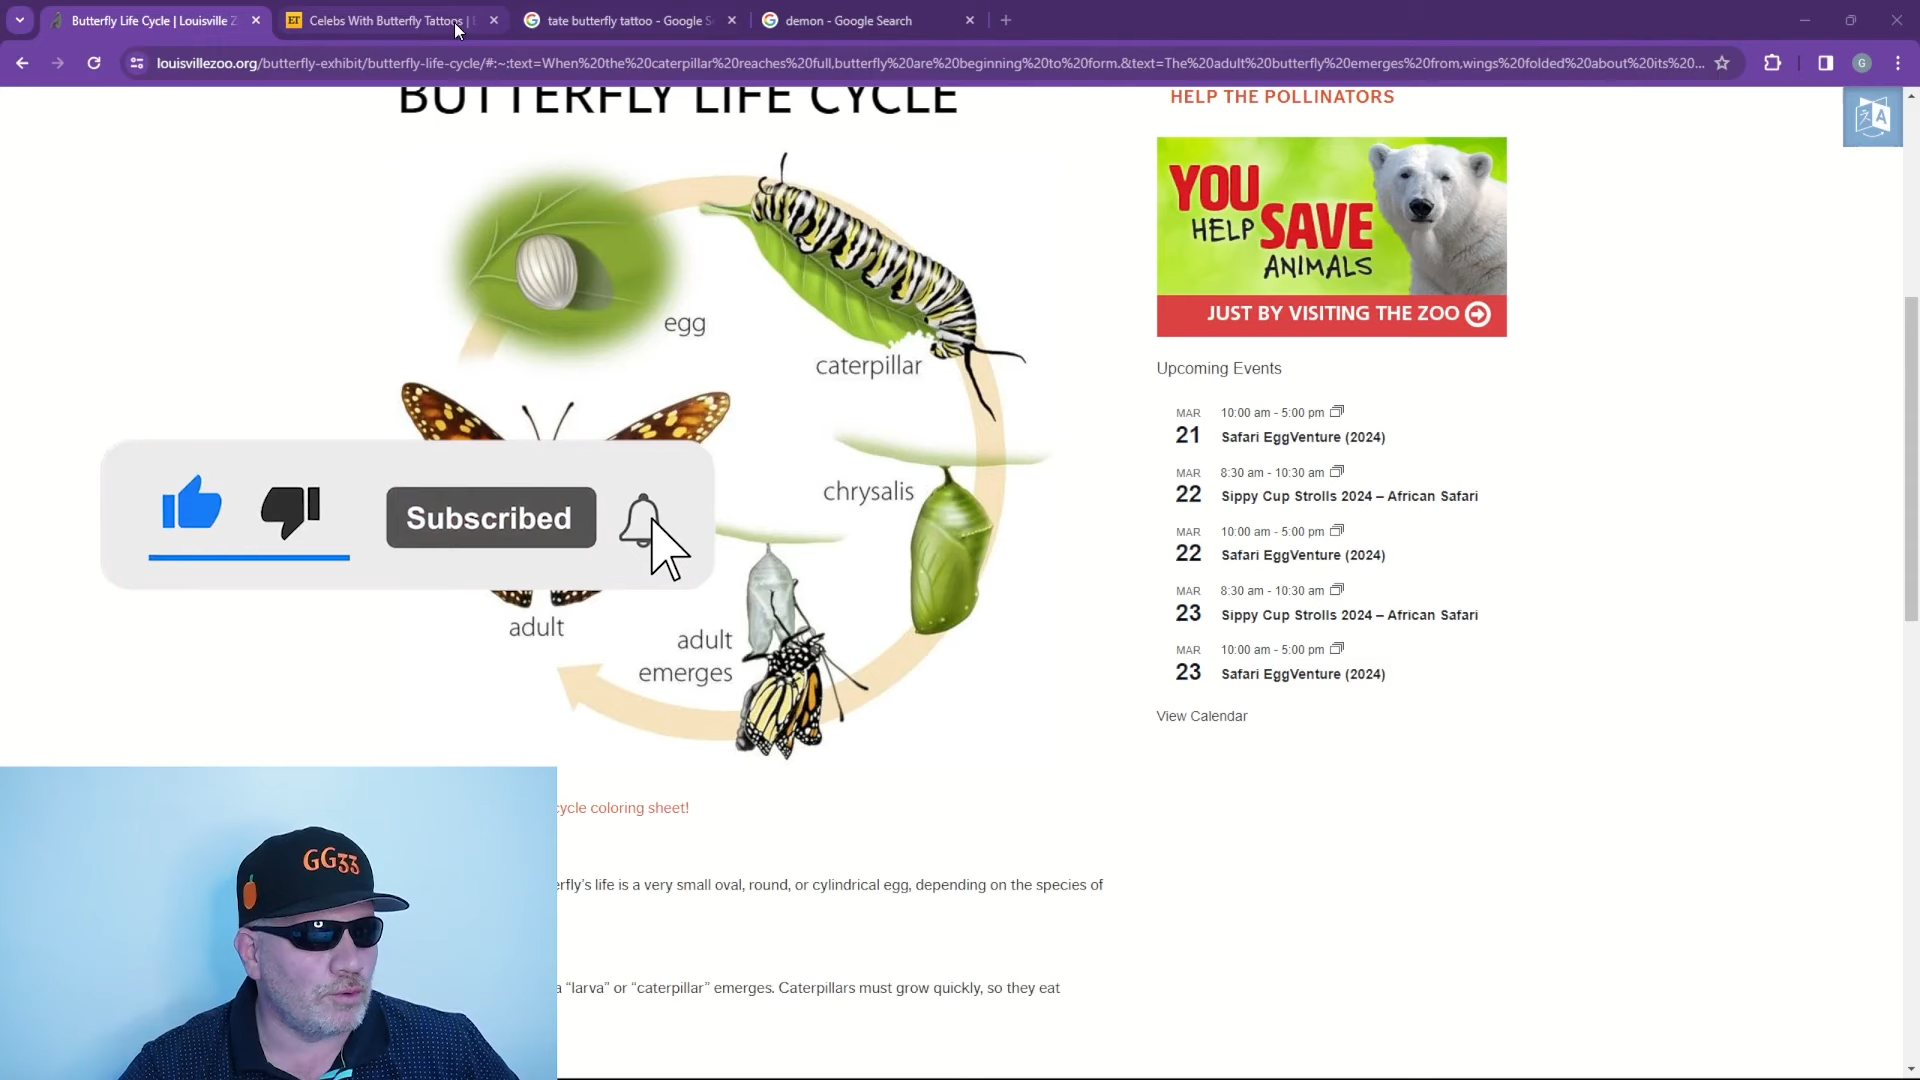 Butterfly Life Cycle | Louisville Z
ET Celebs With Butterfly Tattoos |
tate butterfly tattoo - Google S
demon - Google Search
louisvillezoo.org/butterfly-exhibit/butterfly-life-cycle/#:~:text=When%20the%20caterpillar%20reaches%20full,butterfly%20are%20beginning%20to%20form.&text=The%20adult%20butterfly%20emerges%20from,wings%20folded%20about%20its%20...
G
BUTTERFLY LIFE CYCLE
egg
caterpillar
chrysalis
adult
emerges
adult
Subscribed
cycle coloring sheet!
erfly's life is a very small oval, round, or cylindrical egg, depending on the species of
a “larva” or “caterpillar” emerges. Caterpillars must grow quickly, so they eat
GG33
HELP THE POLLINATORS
YOU
HELP SAVE
ANIMALS
JUST BY VISITING THE ZOO
Upcoming Events
MAR 10:00 am - 5:00 pm
21 Safari EggVenture (2024)
MAR 8:30 am - 10:30 am
22 Sippy Cup Strolls 2024 – African Safari
MAR 10:00 am - 5:00 pm
22 Safari EggVenture (2024)
MAR 8:30 am - 10:30 am
23 Sippy Cup Strolls 2024 – African Safari
MAR 10:00 am - 5:00 pm
23 Safari EggVenture (2024)
View Calendar
A